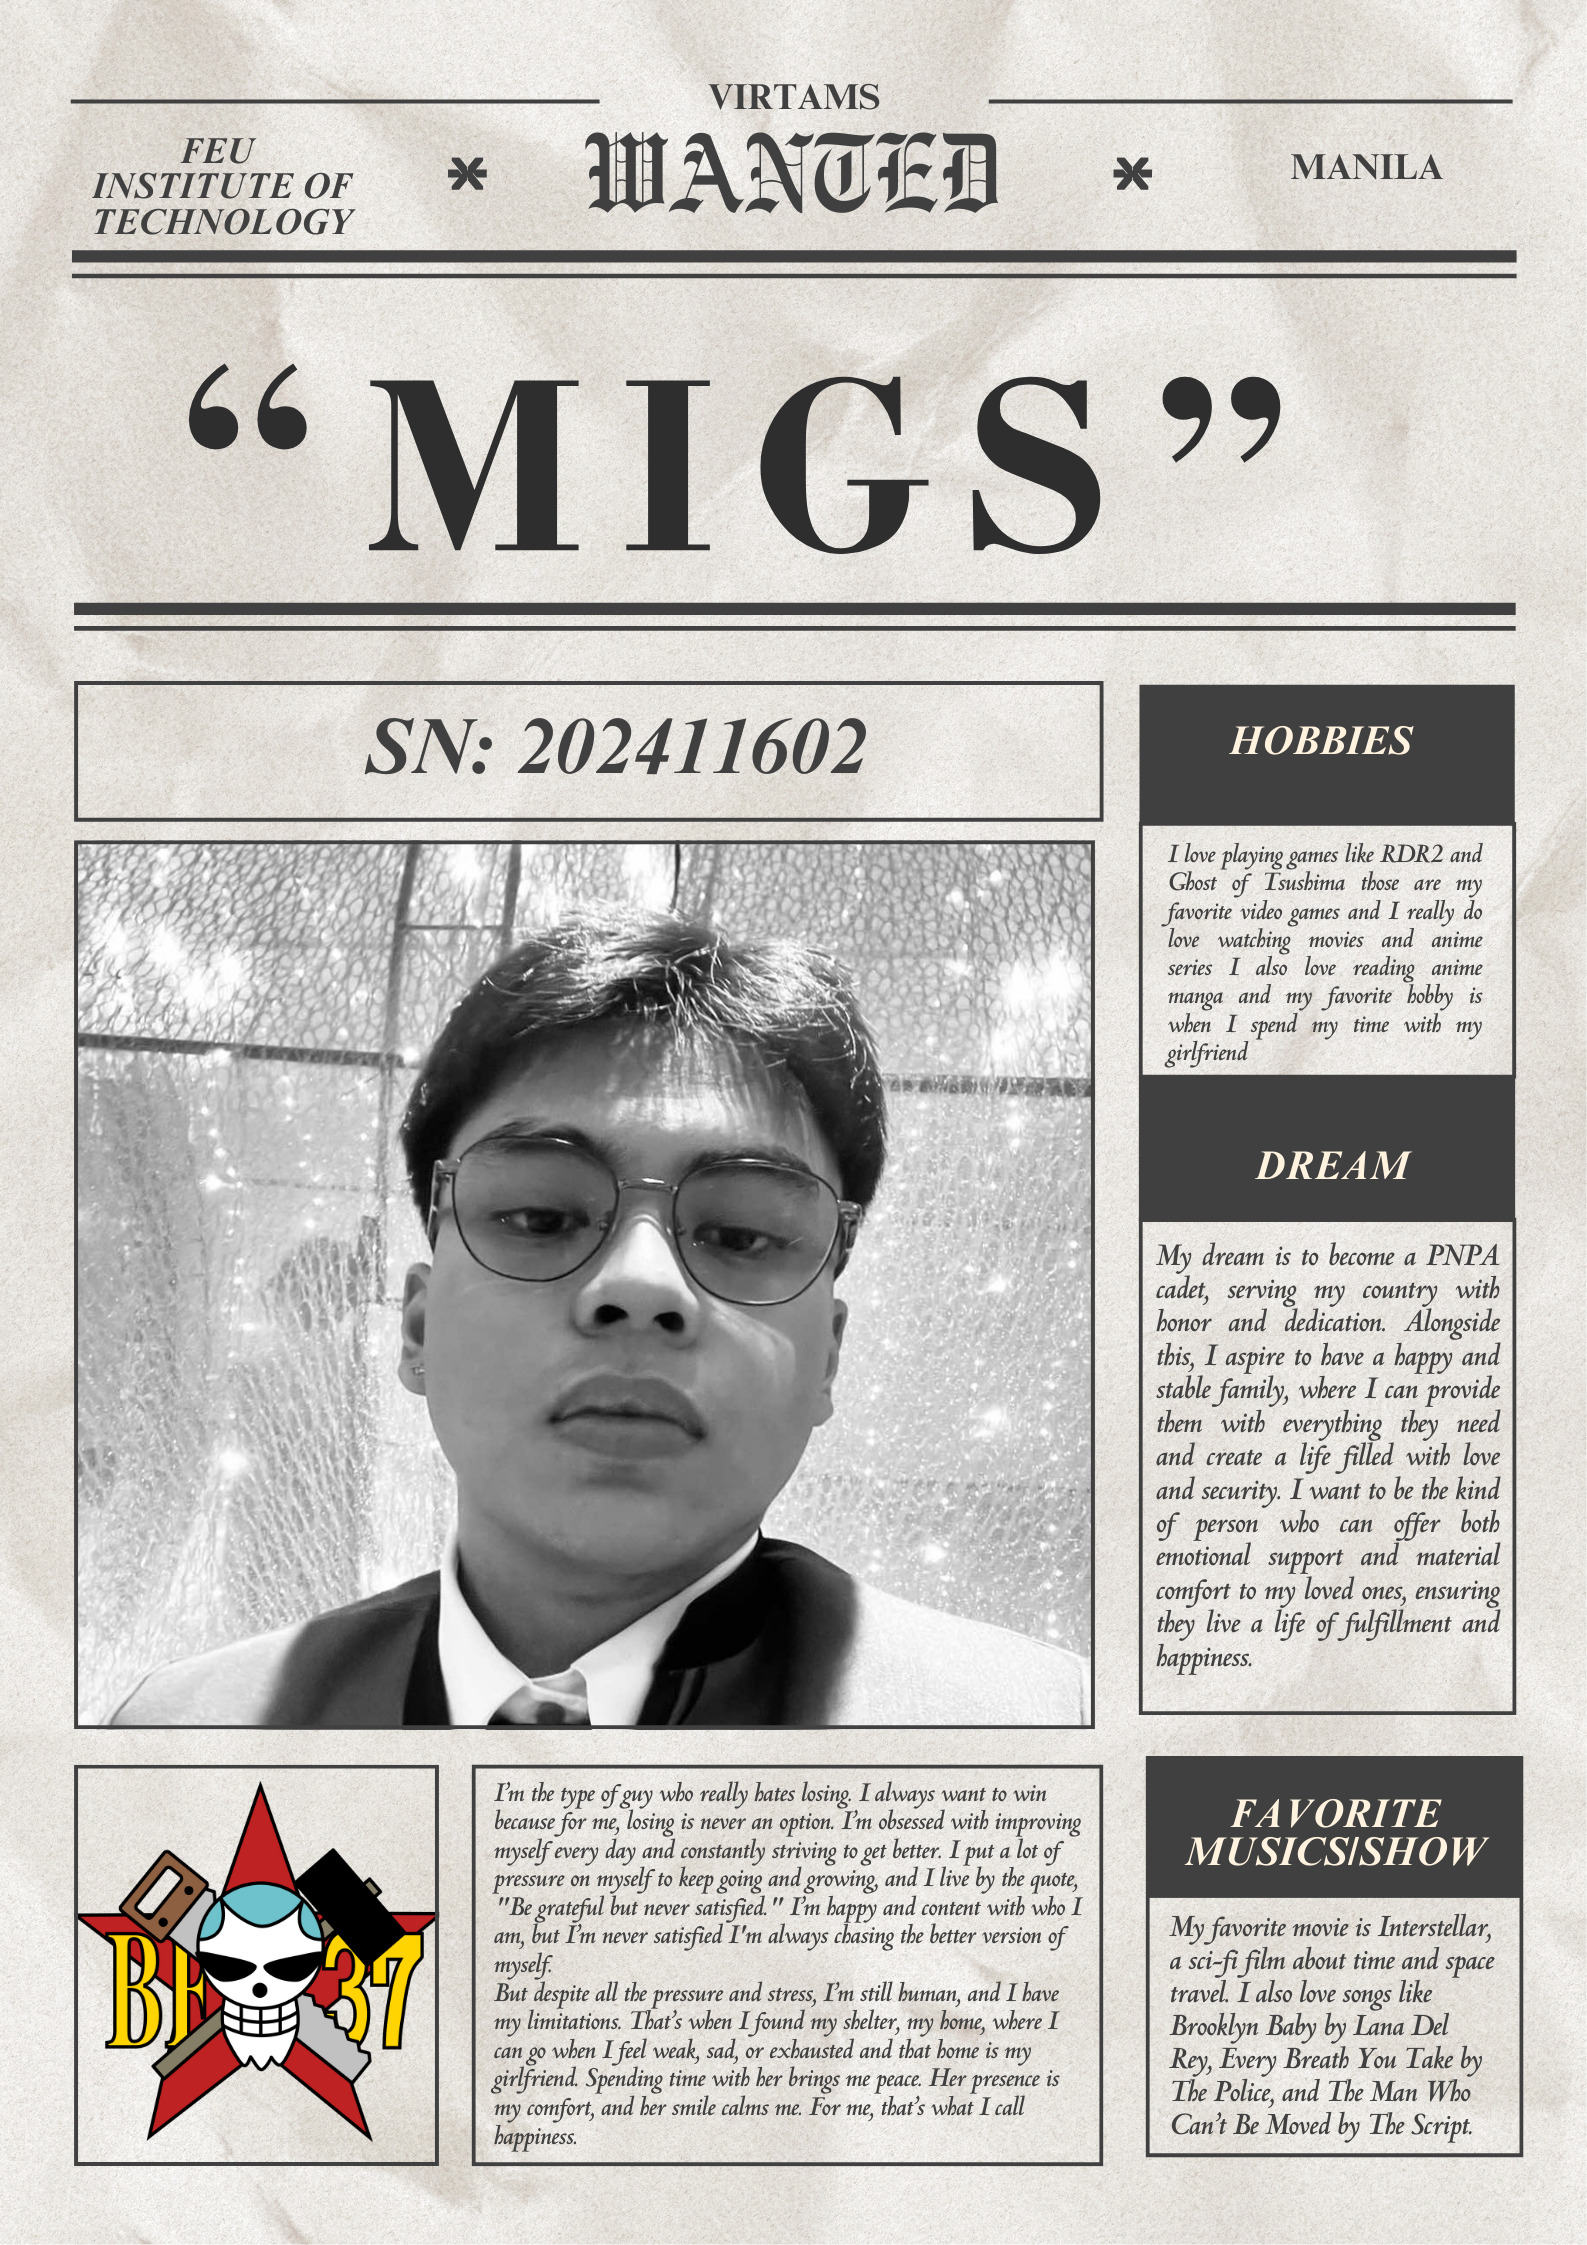 VIRTAMS
FEU
INSTITUTE OF
TECHNOLOGY
WANTED
MANILA
“MIGS”
SN: 202411602
HOBBIES
I love playing games like RDR2 and
Ghost of Tsushima those are my
favorite video games and I really do
love watching movies and anime
series I also love reading anime
manga and my favorite hobby is
when I spend my time with my
girlfriend
DREAM
My dream is to become a PNPA
cadet, serving my country with
honor and dedication. Alongside
this, I aspire to have a happy and
stable family, where I can provide
them with everything they need
and create a life filled with love
and security. I want to be the kind
of person who can offer both
emotional support and material
comfort to my loved ones, ensuring
they live a life of fulfillment and
happiness.
BF 37
I’m the type of guy who really hates losing. I always want to win
because for me, losing is never an option. I’m obsessed with improving
myself every day and constantly striving to get better. I put a lot of
pressure on myself to keep going and growing, and I live by the quote,
"Be grateful but never satisfied." I’m happy and content with who I
am, but I’m never satisfied I'm always chasing the better version of
myself.
But despite all the pressure and stress, I’m still human, and I have
my limitations. That’s when I found my shelter, my home, where I
can go when I feel weak, sad, or exhausted and that home is my
girlfriend. Spending time with her brings me peace. Her presence is
my comfort, and her smile calms me. For me, that’s what I call
happiness.
FAVORITE
MUSICS/SHOW
My favorite movie is Interstellar,
a sci-fi film about time and space
travel. I also love songs like
Brooklyn Baby by Lana Del
Rey, Every Breath You Take by
The Police, and The Man Who
Can’t Be Moved by The Script.